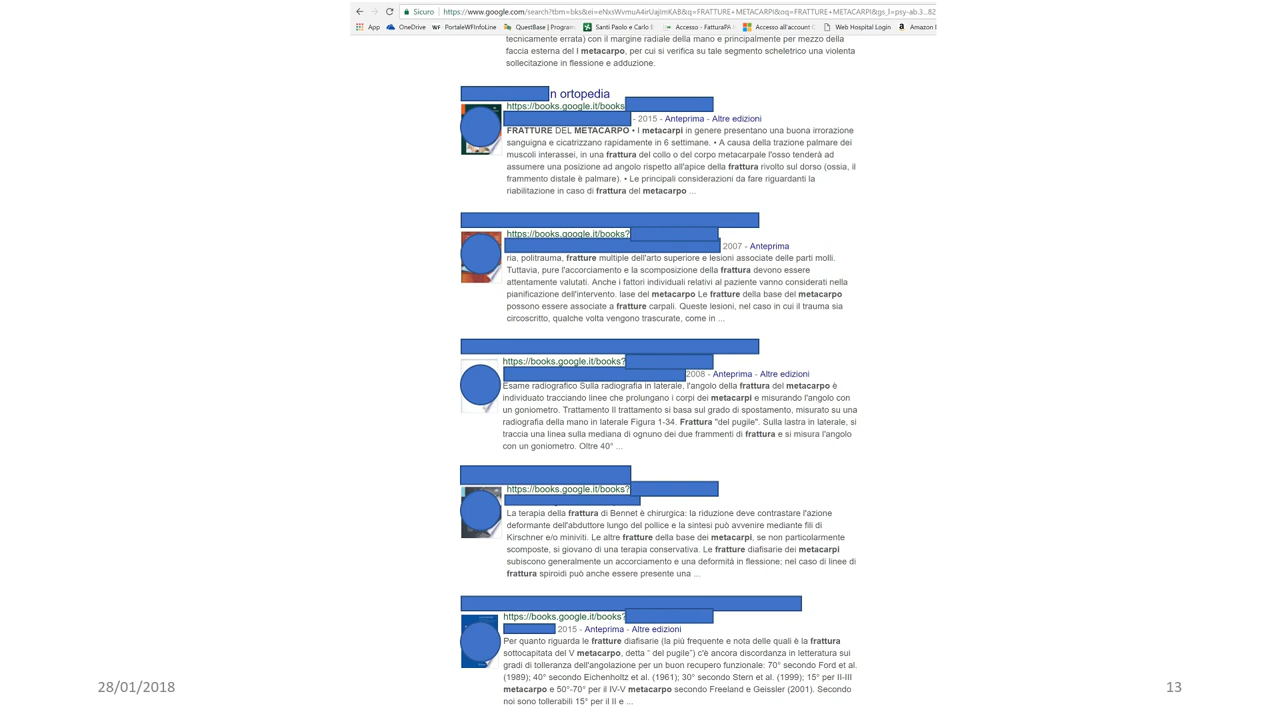 Sicuro https://www.google.com/search?tbm=bks&ei=eNxsWvmuA4irUajlmKAB&q=FRATTURE+METACARPI&oq=FRATTURE+METACARPI&gs_l=psy-ab.3...82
App OneDrive WF PortaleWFInfoLine QuestBase | Program Santi Paolo e Carlo Accesso - FatturaPA Accesso all'account Web Hospital Login Amazon
tecnicamente errata) con il margine radiale della mano e principalmente per mezzo della
faccia esterna del I metacarpo, per cui si verifica su tale segmento scheletrico una violenta
sollecitazione in flessione e adduzione.
n ortopedia
https://books.google.it/books
- 2015 - Anteprima - Altre edizioni
FRATTURE DEL METACARPO • I metacarpi in genere presentano una buona irrorazione
sanguigna e cicatrizzano rapidamente in 6 settimane. • A causa della trazione palmare dei
muscoli interassei, in una frattura del collo o del corpo metacarpale l'osso tenderà ad
assumere una posizione ad angolo rispetto all'apice della frattura rivolto sul dorso (ossia, il
frammento distale è palmare). • Le principali considerazioni da fare riguardanti la
riabilitazione in caso di frattura del metacarpo ...
https://books.google.it/books?
2007 - Anteprima
ria, politrauma, fratture multiple dell'arto superiore e lesioni associate delle parti molli.
Tuttavia, pure l'accorciamento e la scomposizione della frattura devono essere
attentamente valutati. Anche i fattori individuali relativi al paziente vanno considerati nella
pianificazione dell'intervento. lase del metacarpo Le fratture della base del metacarpo
possono essere associate a fratture carpali. Queste lesioni, nel caso in cui il trauma sia
circoscritto, qualche volta vengono trascurate, come in ...
https://books.google.it/books?
2008 - Anteprima - Altre edizioni
Esame radiografico Sulla radiografia in laterale, l'angolo della frattura del metacarpo è
individuato tracciando linee che prolungano i corpi dei metacarpi e misurando l'angolo con
un goniometro. Trattamento Il trattamento si basa sul grado di spostamento, misurato su una
radiografia della mano in laterale Figura 1-34. Frattura "del pugile". Sulla lastra in laterale, si
traccia una linea sulla mediana di ognuno dei due frammenti di frattura e si misura l'angolo
con un goniometro. Oltre 40° ...
https://books.google.it/books?
La terapia della frattura di Bennet è chirurgica: la riduzione deve contrastare l'azione
deformante dell'abduttore lungo del pollice e la sintesi può avvenire mediante fili di
Kirschner e/o miniviti. Le altre fratture della base dei metacarpi, se non particolarmente
scomposte, si giovano di una terapia conservativa. Le fratture diafisarie dei metacarpi
subiscono generalmente un accorciamento e una deformità in flessione; nel caso di linee di
frattura spiroidi può anche essere presente una ...
https://books.google.it/books?
2015 - Anteprima - Altre edizioni
Per quanto riguarda le fratture diafisarie (la più frequente e nota delle quali è la frattura
sottocapitata del V metacarpo, detta “ del pugile”) c'è ancora discordanza in letteratura sui
gradi di tolleranza dell'angolazione per un buon recupero funzionale: 70° secondo Ford et al.
(1989); 40° secondo Eichenholtz et al. (1961); 30° secondo Stern et al. (1999); 15° per II-III
metacarpo e 50°-70° per il IV-V metacarpo secondo Freeland e Geissler (2001). Secondo
noi sono tollerabili 15° per il II e ...
28/01/2018
13